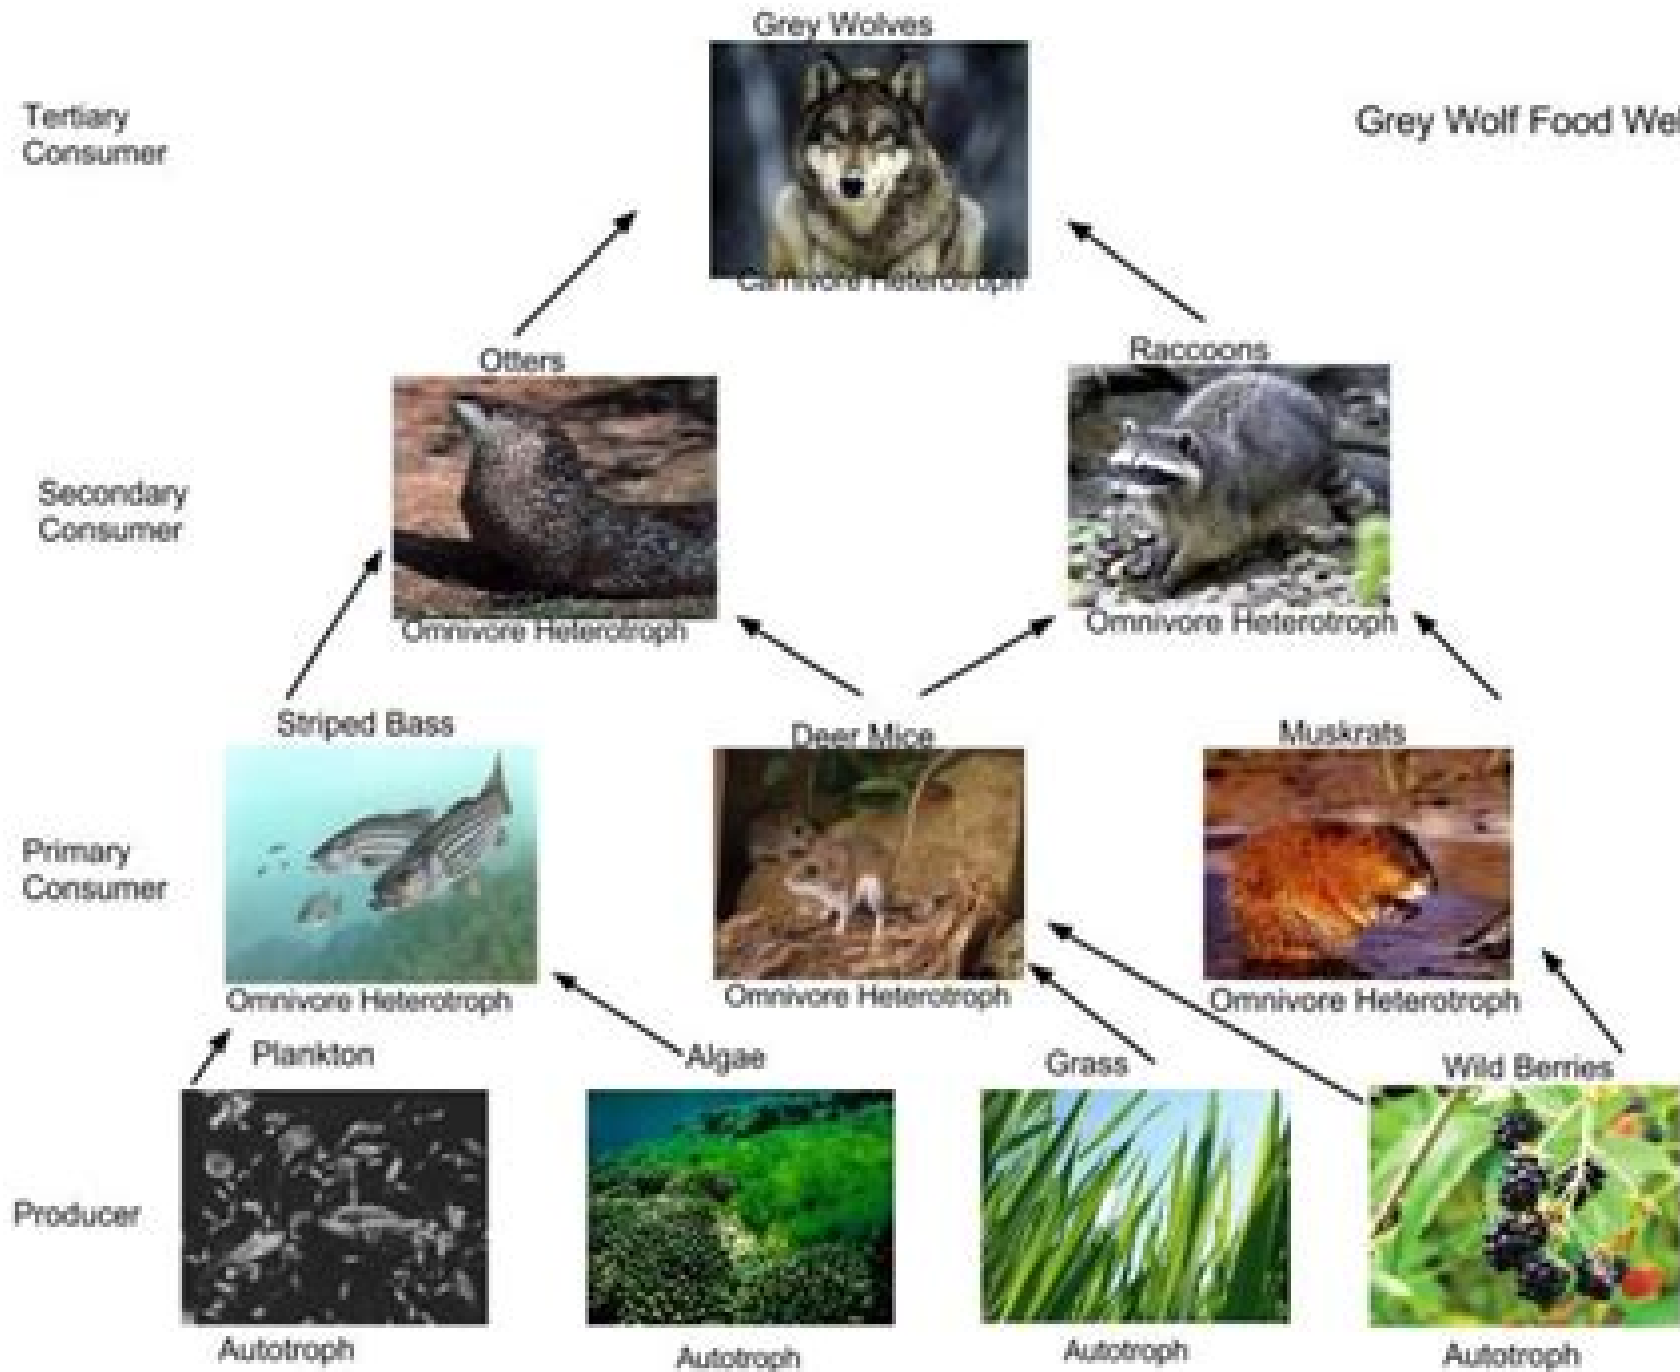 Grey Wolves
Tertiary
Consumer
Grey Wolf Food We
Carnivore Heterotroph
Otters
Raccoons
Secondary
Consumer
Omnivore Heterotroph
Omnivore Heterotroph
Striped Bass
Deer Mice
Muskrats
Primary
Consumer
Omnivore Heterotroph
Omnivore Heterotroph
Omnivore Heterotroph
Plankton
Algae
Grass
Wild Berries
Producer
Autotroph
Autotroph
Autotroph
Autotroph